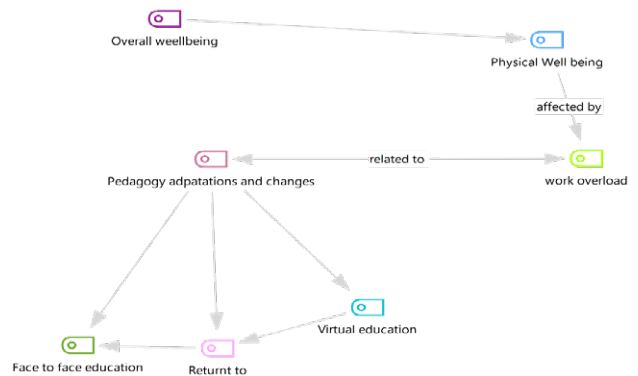 Overall weellbeing
Physical Well being
affected by
related to
Pedagogy adpatations and changes
work overload
Virtual education
Face to face education
Returnt to